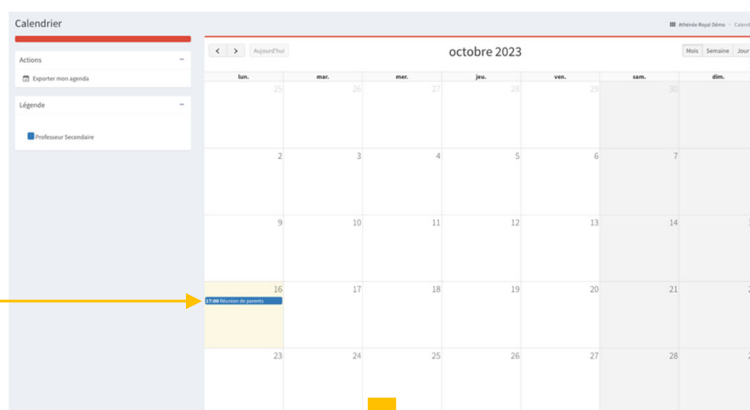 Calendrier
Athénée Royal Démo
Actions
Exporter mon agenda
Légende
Professeur Secondaire
Aujourd'hui
octobre 2023
Mois Semaine Jour
lun. mar. mer. jeu. ven. sam. dim.
25 26 27 28 29 30
2 3 4 5 6 7
9 10 11 12 13 14
16 17 18 19 20 21
17:00 Réunion de parents
23 24 25 26 27 28